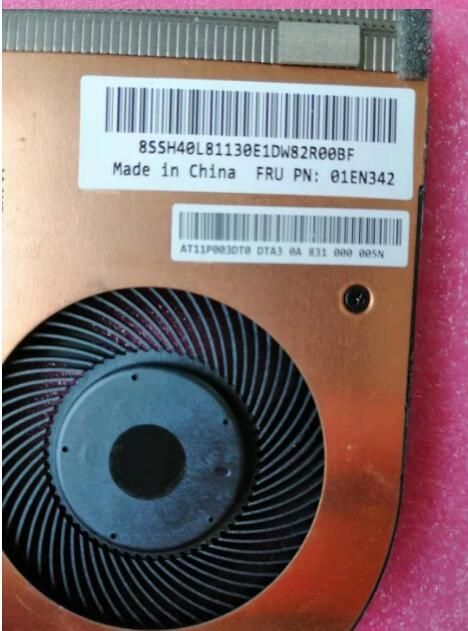 8SSH40L81130E1DW82R00BF
Made in China FRU PN: 01EN342
AT11P003DT0 DTA3 0A 831 000 005N